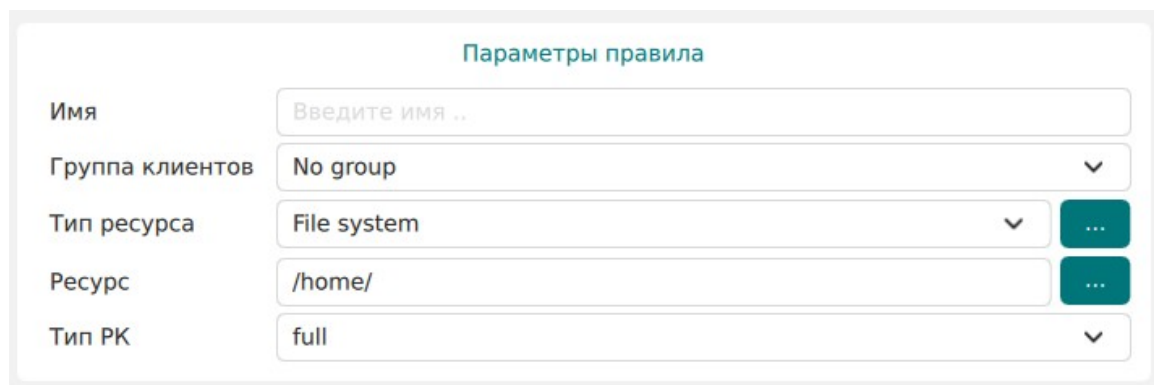 Параметры правила
Имя Введите имя ..
Группа клиентов No group
Тип ресурса File system ...
Ресурс /home/ ...
Тип РК full